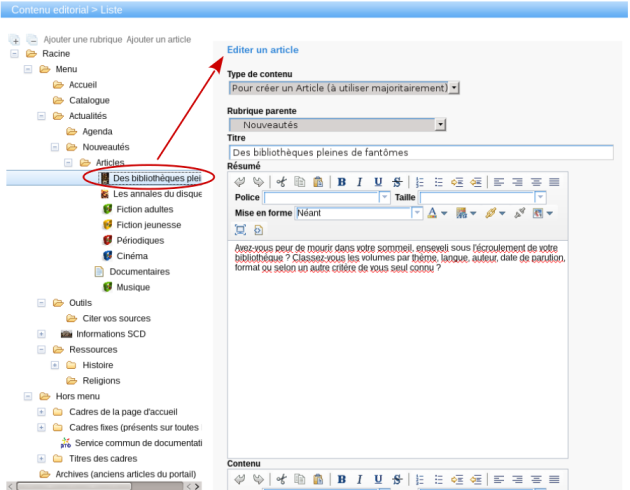 Contenu editorial > Liste
Ajouter une rubrique Ajouter un article
Racine
Menu
Accueil
Catalogue
Actualités
Agenda
Nouveautés
Articles
Des bibliothèques plei
Les annales du disque
Fiction adultes
Fiction jeunesse
Périodiques
Cinéma
Documentaires
Musique
Outils
Citer vos sources
Informations SCD
Ressources
Histoire
Religions
Hors menu
Cadres de la page d'accueil
Cadres fixes (présents sur toutes
Service commun de documentati
Titres des cadres
Archives (anciens articles du portail)
Editer un article
Type de contenu
Pour créer un Article (à utiliser majoritairement)
Rubrique parente
Nouveautés
Titre
Des bibliothèques pleines de fantômes
Résumé
B I U S
Police Taille
Mise en forme Néant
Avez-vous peur de mourir dans votre sommeil, enseveli sous l'écroulement de votre
bibliothèque ? Classez-vous les volumes par thème, langue, auteur, date de parution,
format ou selon un autre critère de vous seul connu ?
Contenu
B I U S